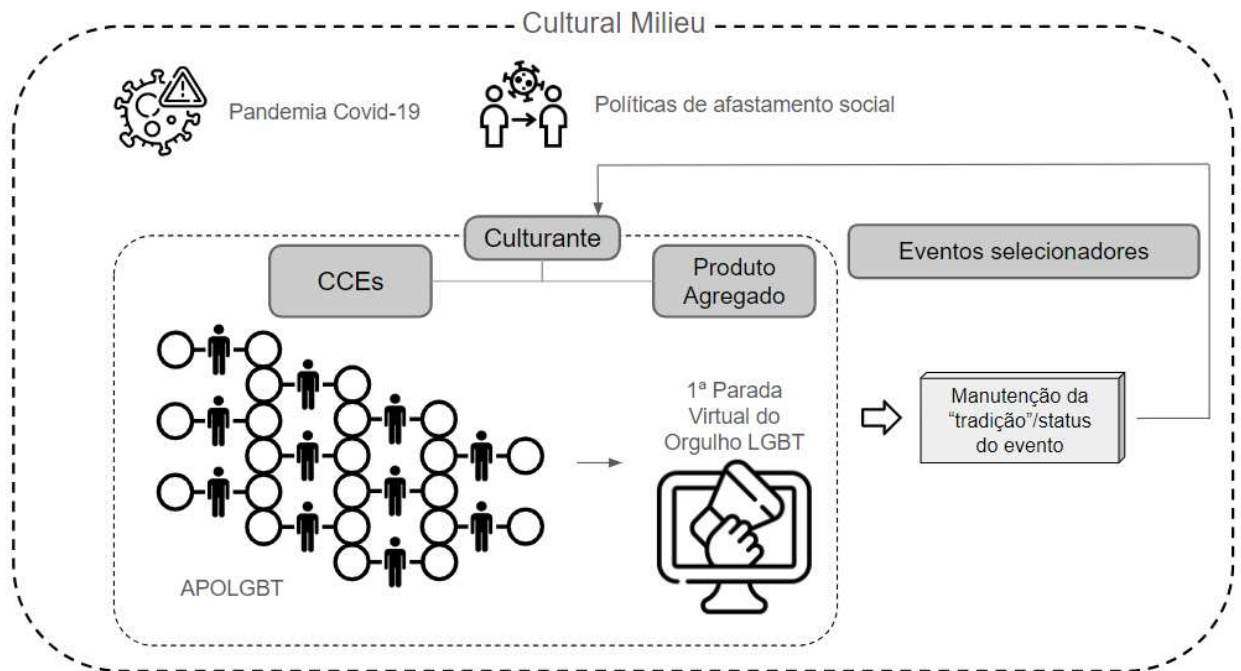 Cultural Milieu
Pandemia Covid-19
Políticas de afastamento social
Culturante
CCEs
Produto
Agregado
Eventos selecionadores
1ª Parada
Virtual do
Orgulho LGBT
Manutenção da
“tradição”/status
do evento
APOLGBT